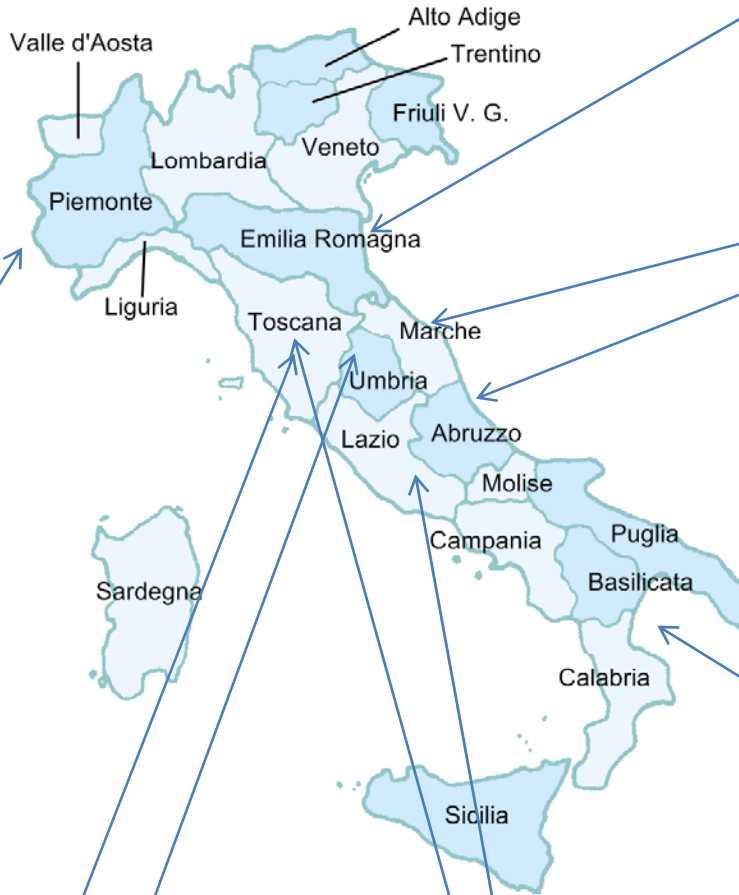 Alto Adige
Valle d'Aosta
Trentino
Friuli V. G.
Veneto
Lombardia
Piemonte
Emilia Romagna
Liguria
Toscana
Marche
Umbria
Lazio
Abruzzo
Molise
Puglia
Campania
Basilicata
Sardegna
Calabria
Sicilia